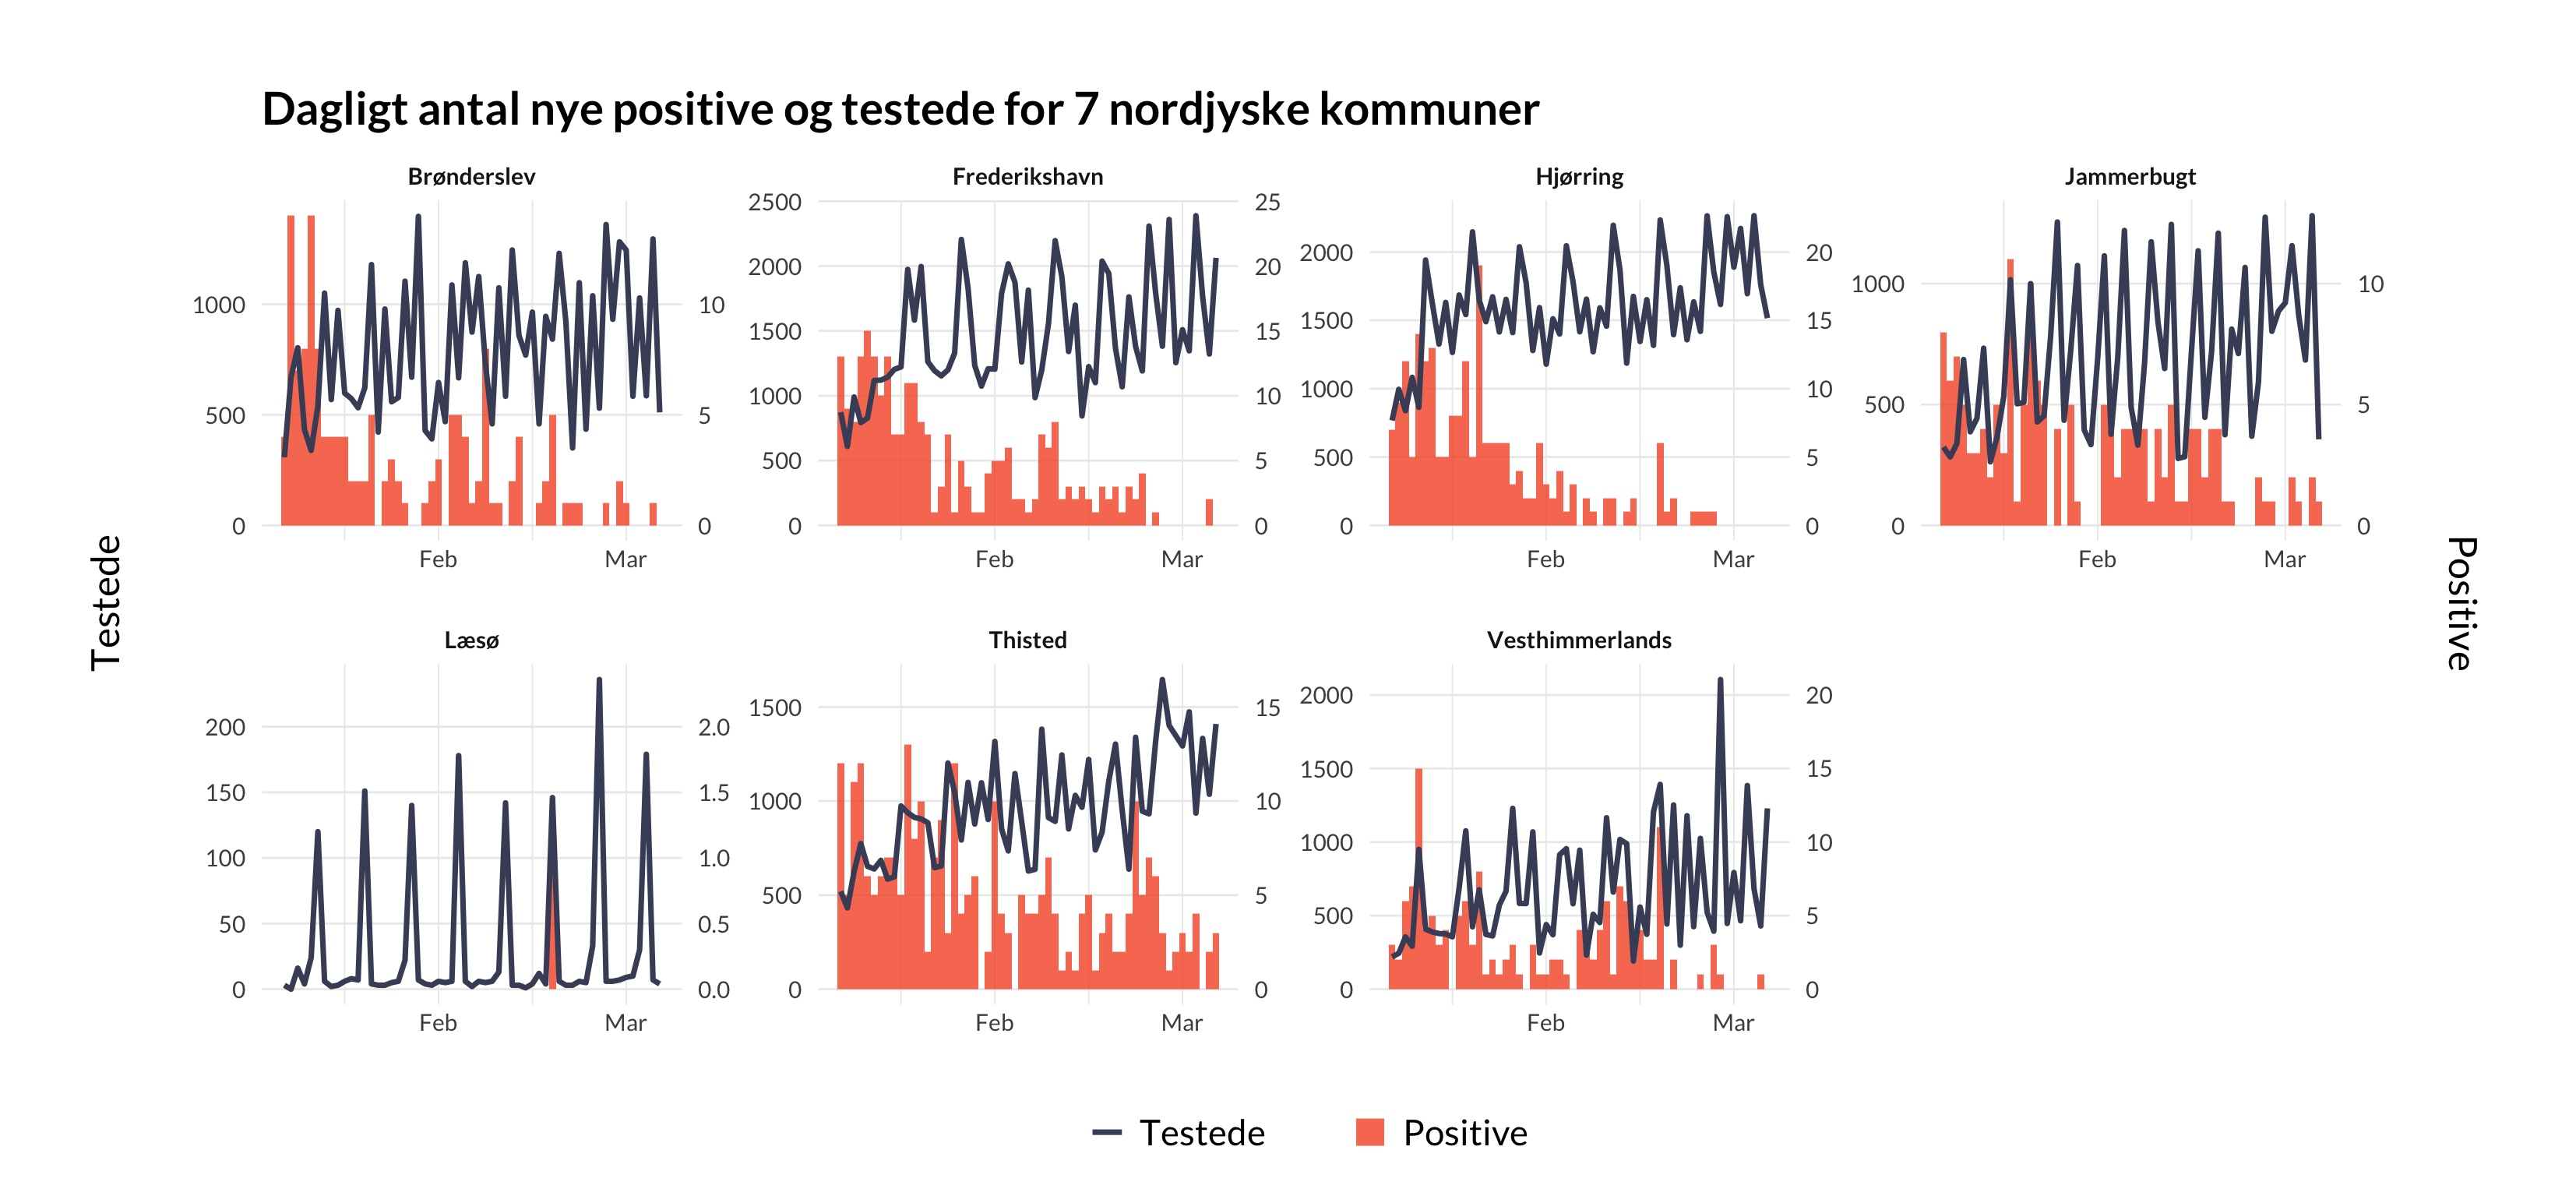 Dagligt antal nye positive og testede for 7 nordjyske kommuner
Testede
Positive
Brønderslev
1000
500
0
10
5
0
Feb
Mar
Frederikshavn
2500
2000
1500
1000
500
0
25
20
15
10
5
0
Feb
Mar
Hjørring
2000
1500
1000
500
0
20
15
10
5
0
Feb
Mar
Jammerbugt
1000
500
0
10
5
0
Feb
Mar
Læsø
200
150
100
50
0
2.0
1.5
1.0
0.5
0.0
Feb
Mar
Thisted
1500
1000
500
0
15
10
5
0
Feb
Mar
Vesthimmerlands
2000
1500
1000
500
0
20
15
10
5
0
Feb
Mar
Testede
Positive